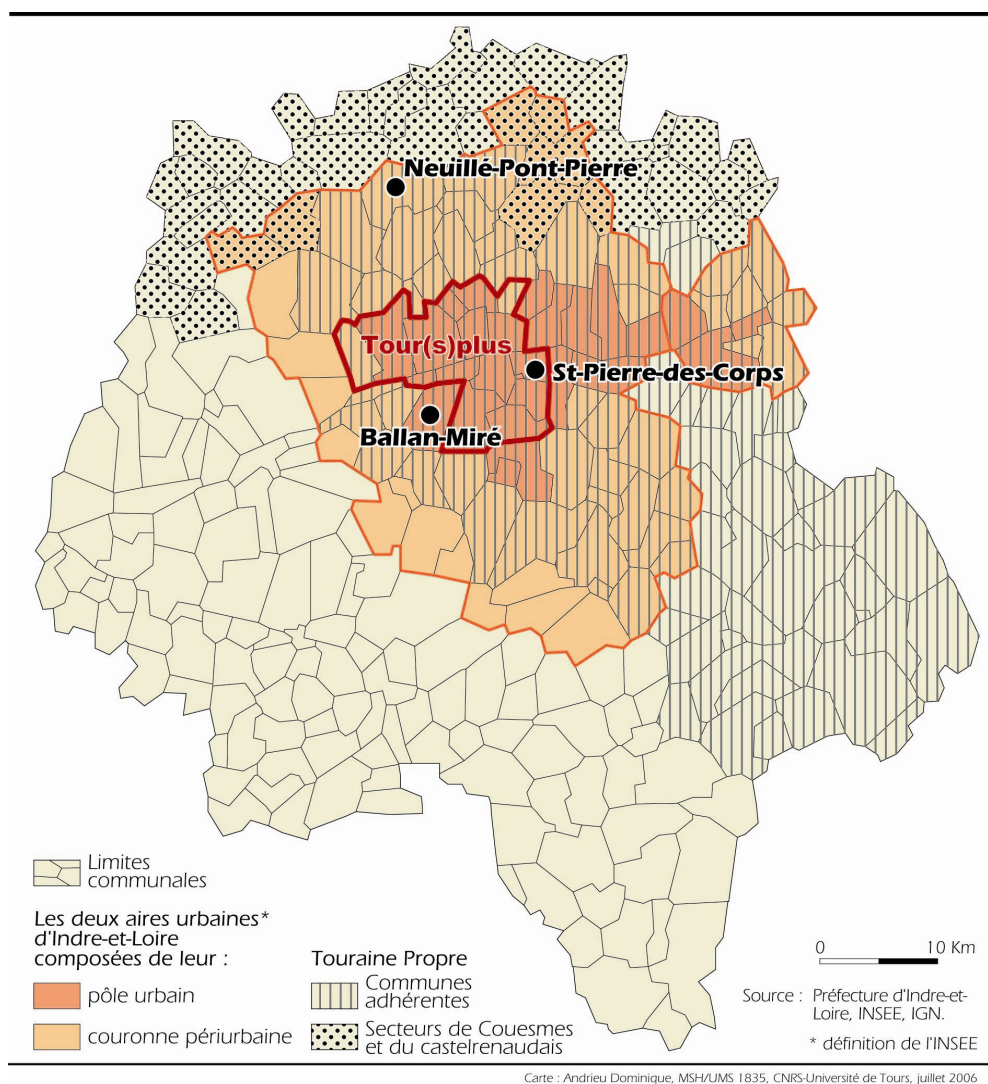 Neuillé-Pont-Pierre
Tour(s)plus
St-Pierre-des-Corps
Ballan-Miré
Limites
communales
Les deux aires urbaines*
d'Indre-et-Loire
composées de leur :
pôle urbain
couronne périurbaine
Touraine Propre
Communes
adhérentes
Secteurs de Couesmes
et du castelrenaudais
0 10 Km
Source : Préfecture d'Indre-et-
Loire, INSEE, IGN.
* définition de l'INSEE
Carte : Andrieu Dominique, MSH/UMS 1835, CNRS-Université de Tours, juillet 2006